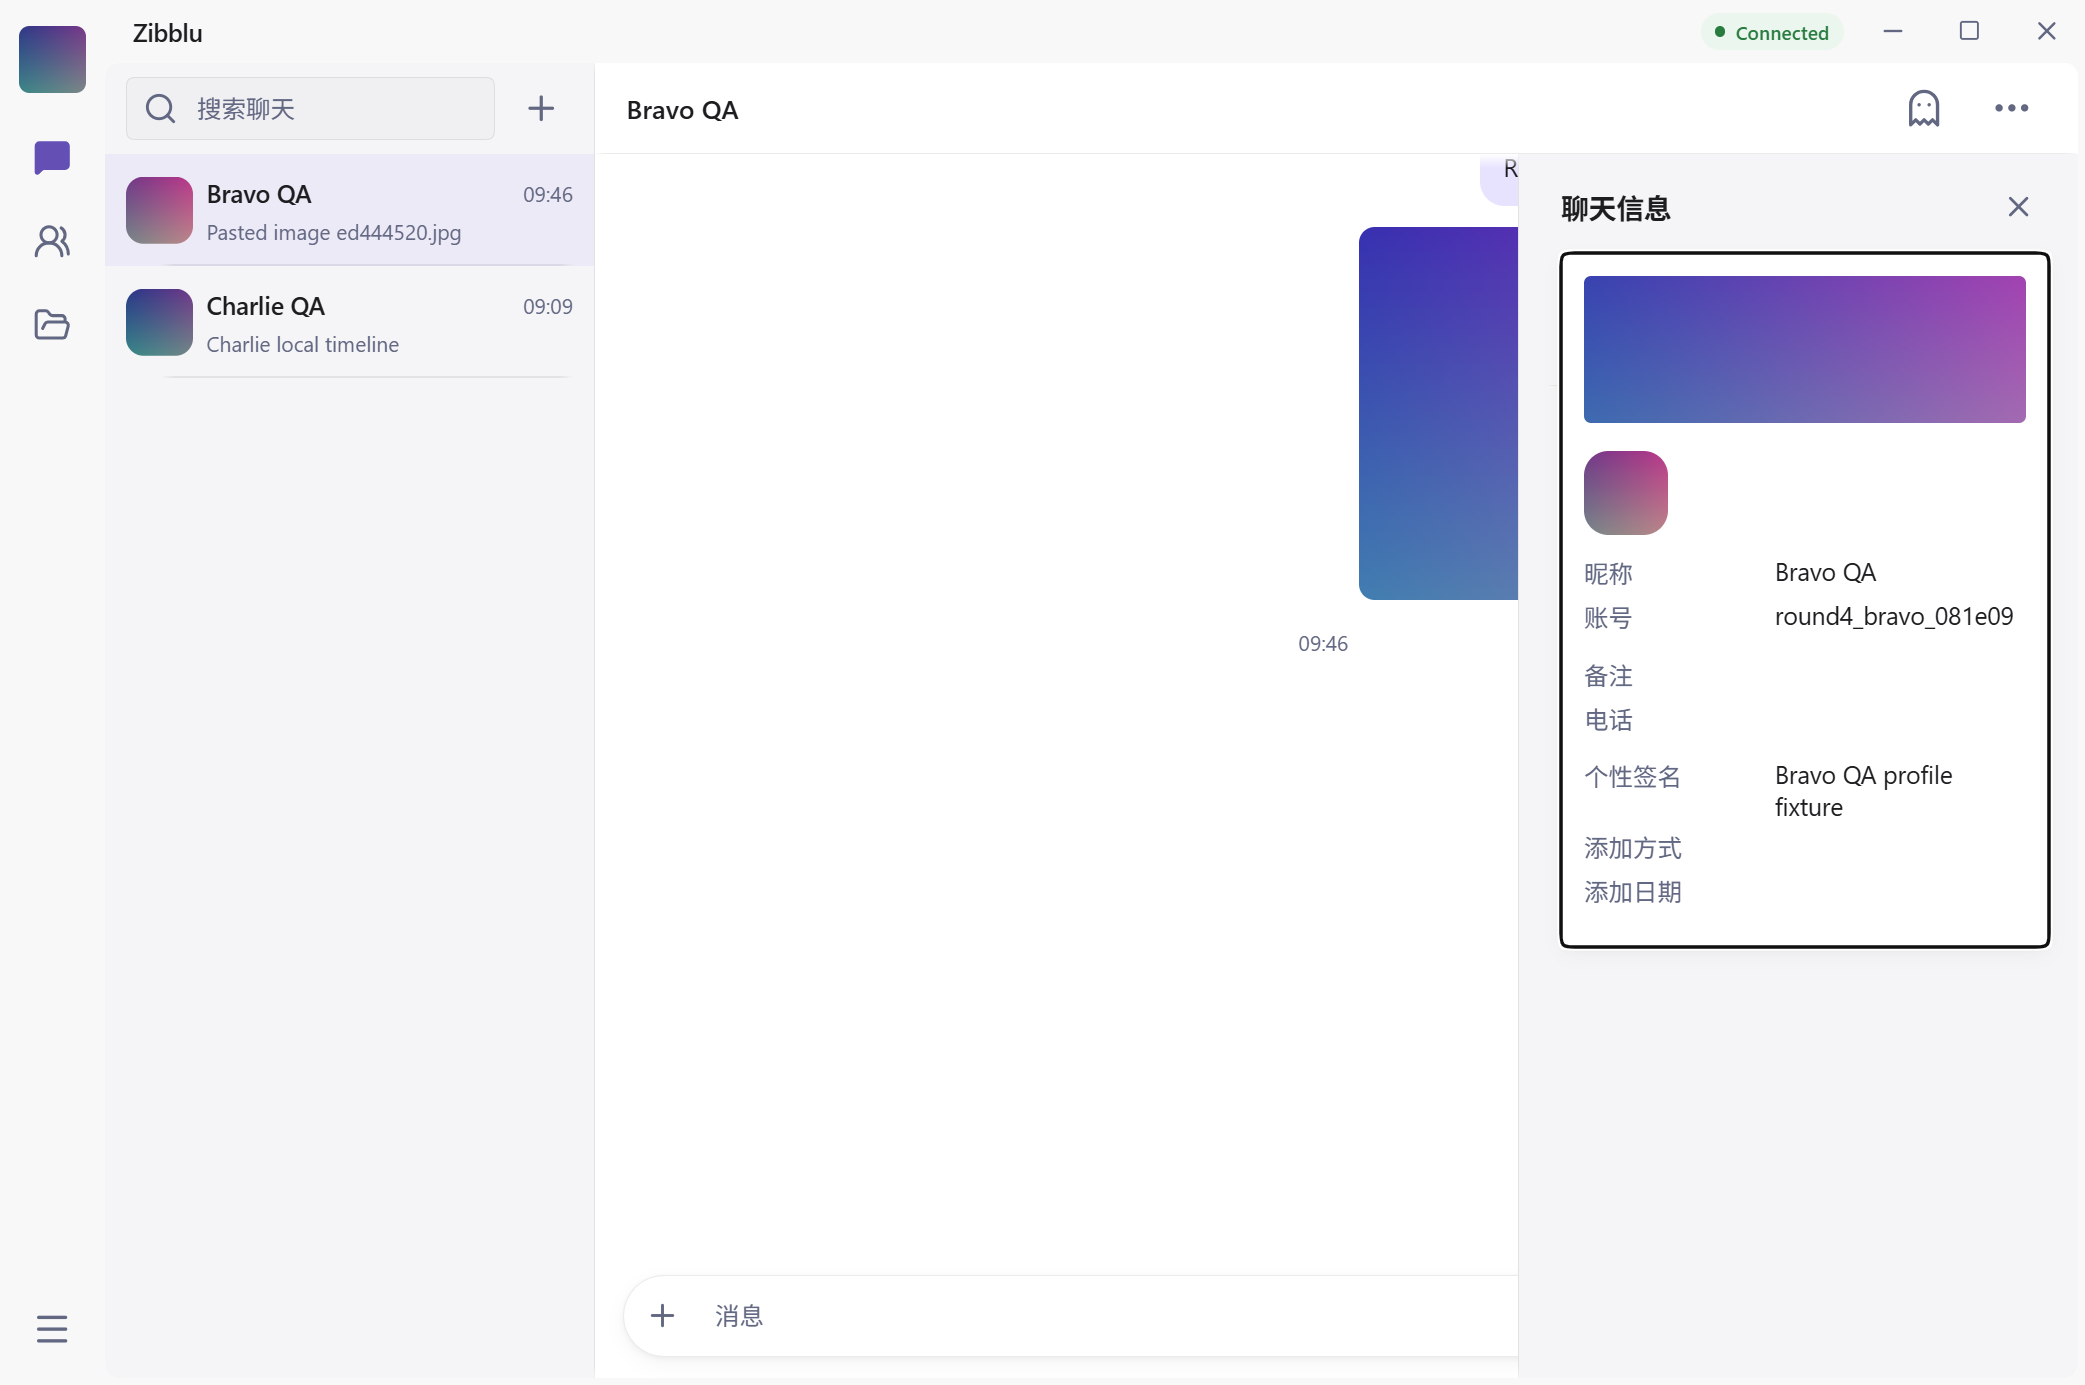 Zibblu
Connected
搜索聊天
Bravo QA
09:46
Pasted image ed444520.jpg
Charlie QA
09:09
Charlie local timeline
Bravo QA
R
09:46
消息
聊天信息
昵称 Bravo QA
账号 round4_bravo_081e09
备注
电话
个性签名 Bravo QA profile
fixture
添加方式
添加日期